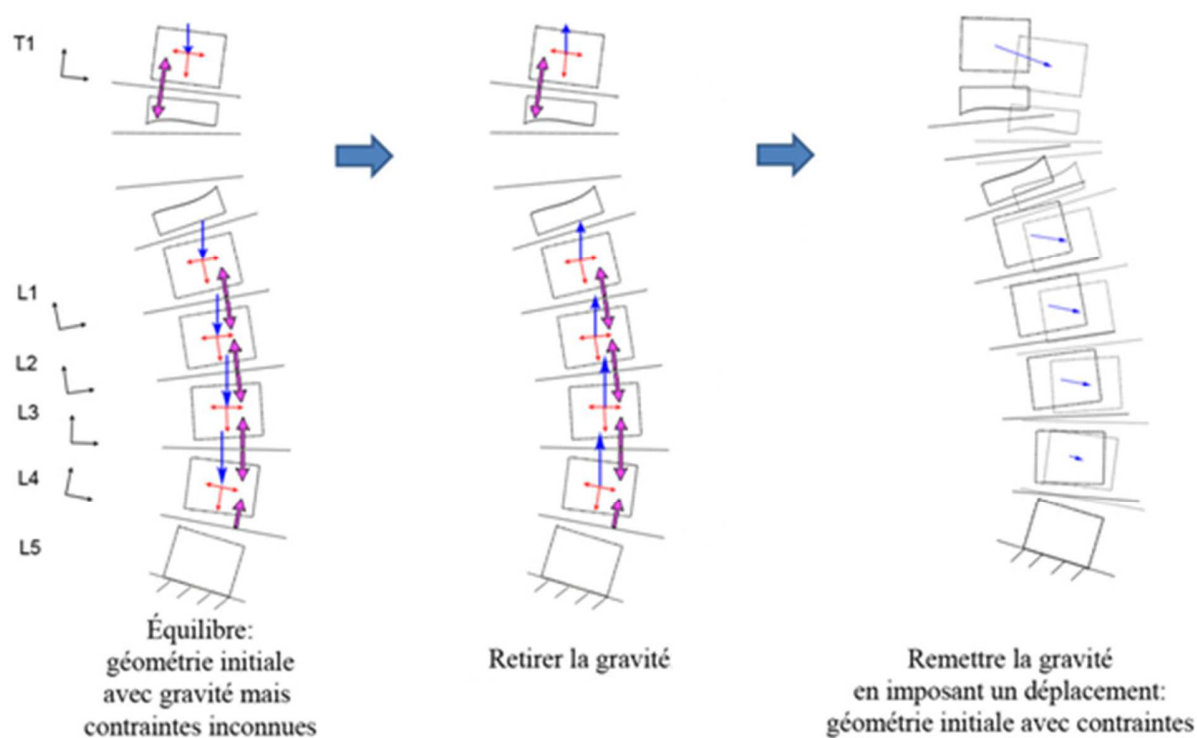 T1
L1
L2
L3
L4
L5
Équilibre:
géométrie initiale
avec gravité mais
contraintes inconnues
Retirer la gravité
Remettre la gravité
en imposant un déplacement:
géométrie initiale avec contraintes